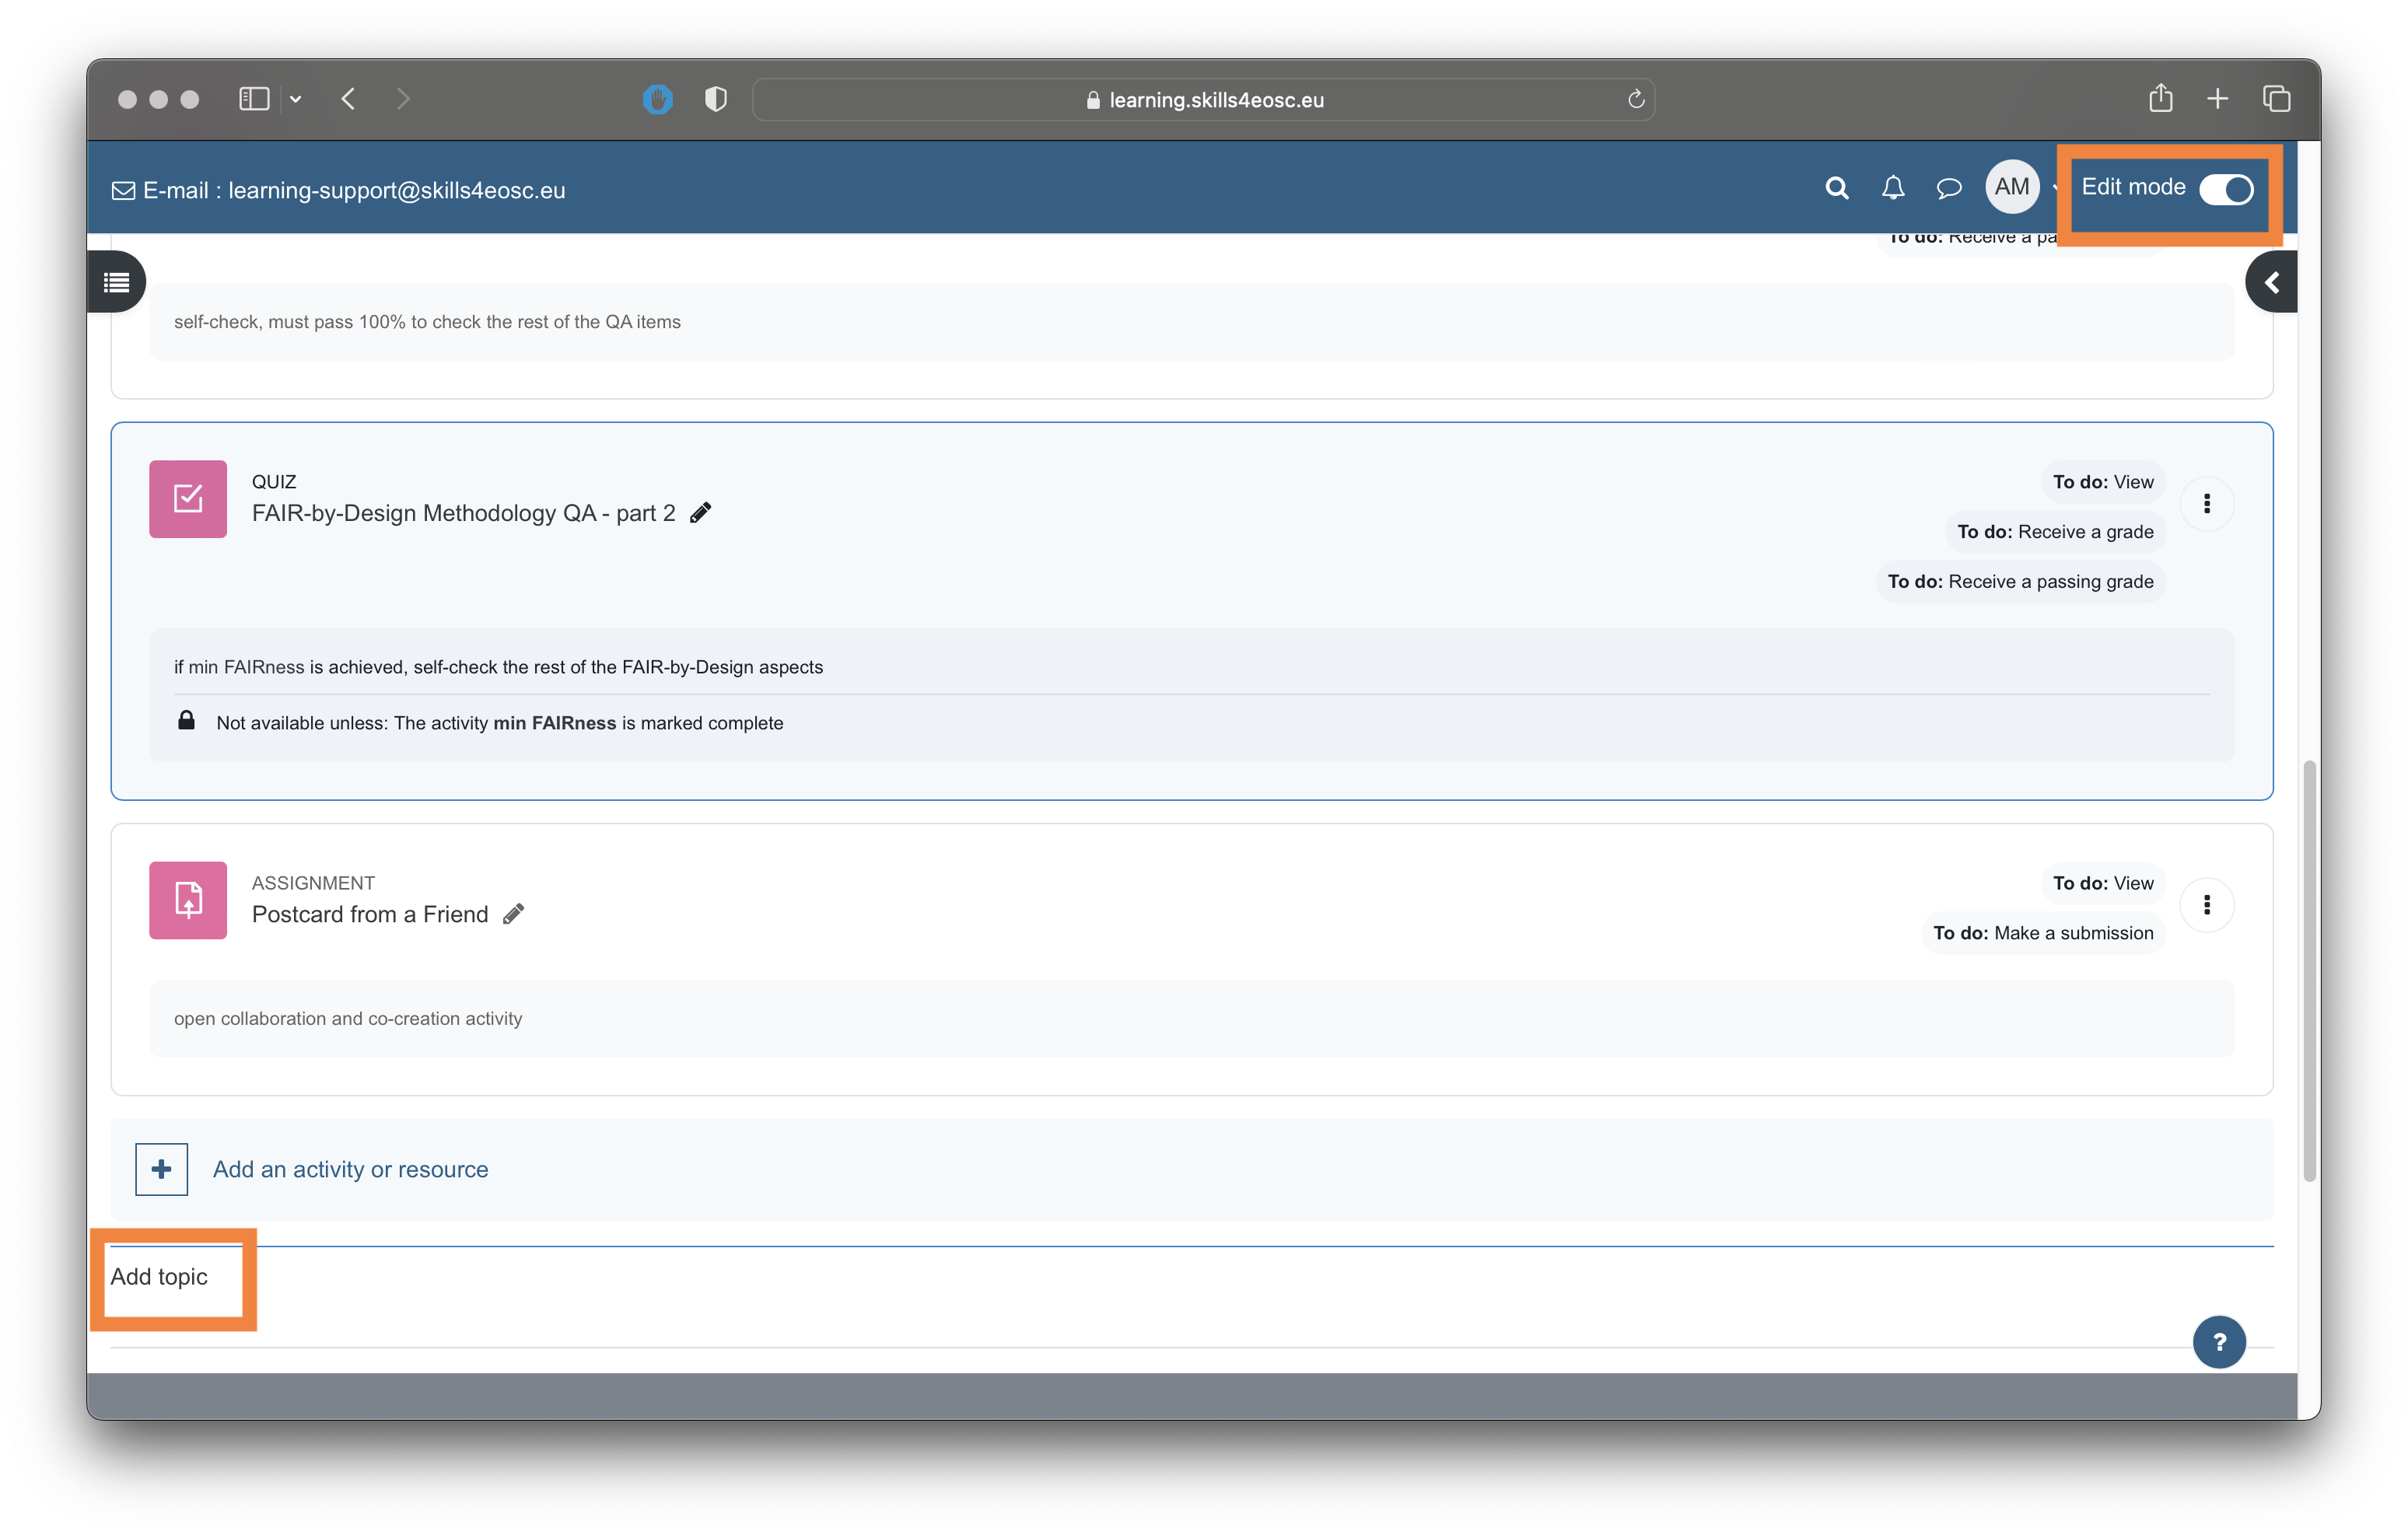 learning.skills4eosc.eu
E-mail : learning-support@skills4eosc.eu
AM
Edit mode
To do: Receive a pa
self-check, must pass 100% to check the rest of the QA items
QUIZ
FAIR-by-Design Methodology QA - part 2
To do: View
To do: Receive a grade
To do: Receive a passing grade
if min FAIRness is achieved, self-check the rest of the FAIR-by-Design aspects
Not available unless: The activity min FAIRness is marked complete
ASSIGNMENT
Postcard from a Friend
To do: View
To do: Make a submission
open collaboration and co-creation activity
+ Add an activity or resource
Add topic
?